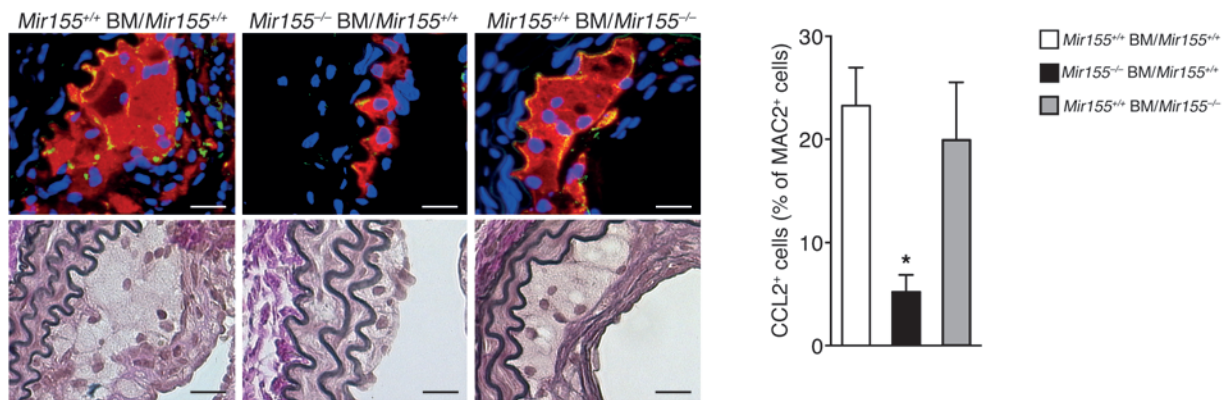 Mir155+/+ BM/Mir155+/+
Mir155–/– BM/Mir155+/+
Mir155+/+ BM/Mir155–/–
CCL2+ cells (% of MAC2+ cells)
30
20
10
0
*
Mir155+/+ BM/Mir155+/+
Mir155–/– BM/Mir155+/+
Mir155+/+ BM/Mir155–/–